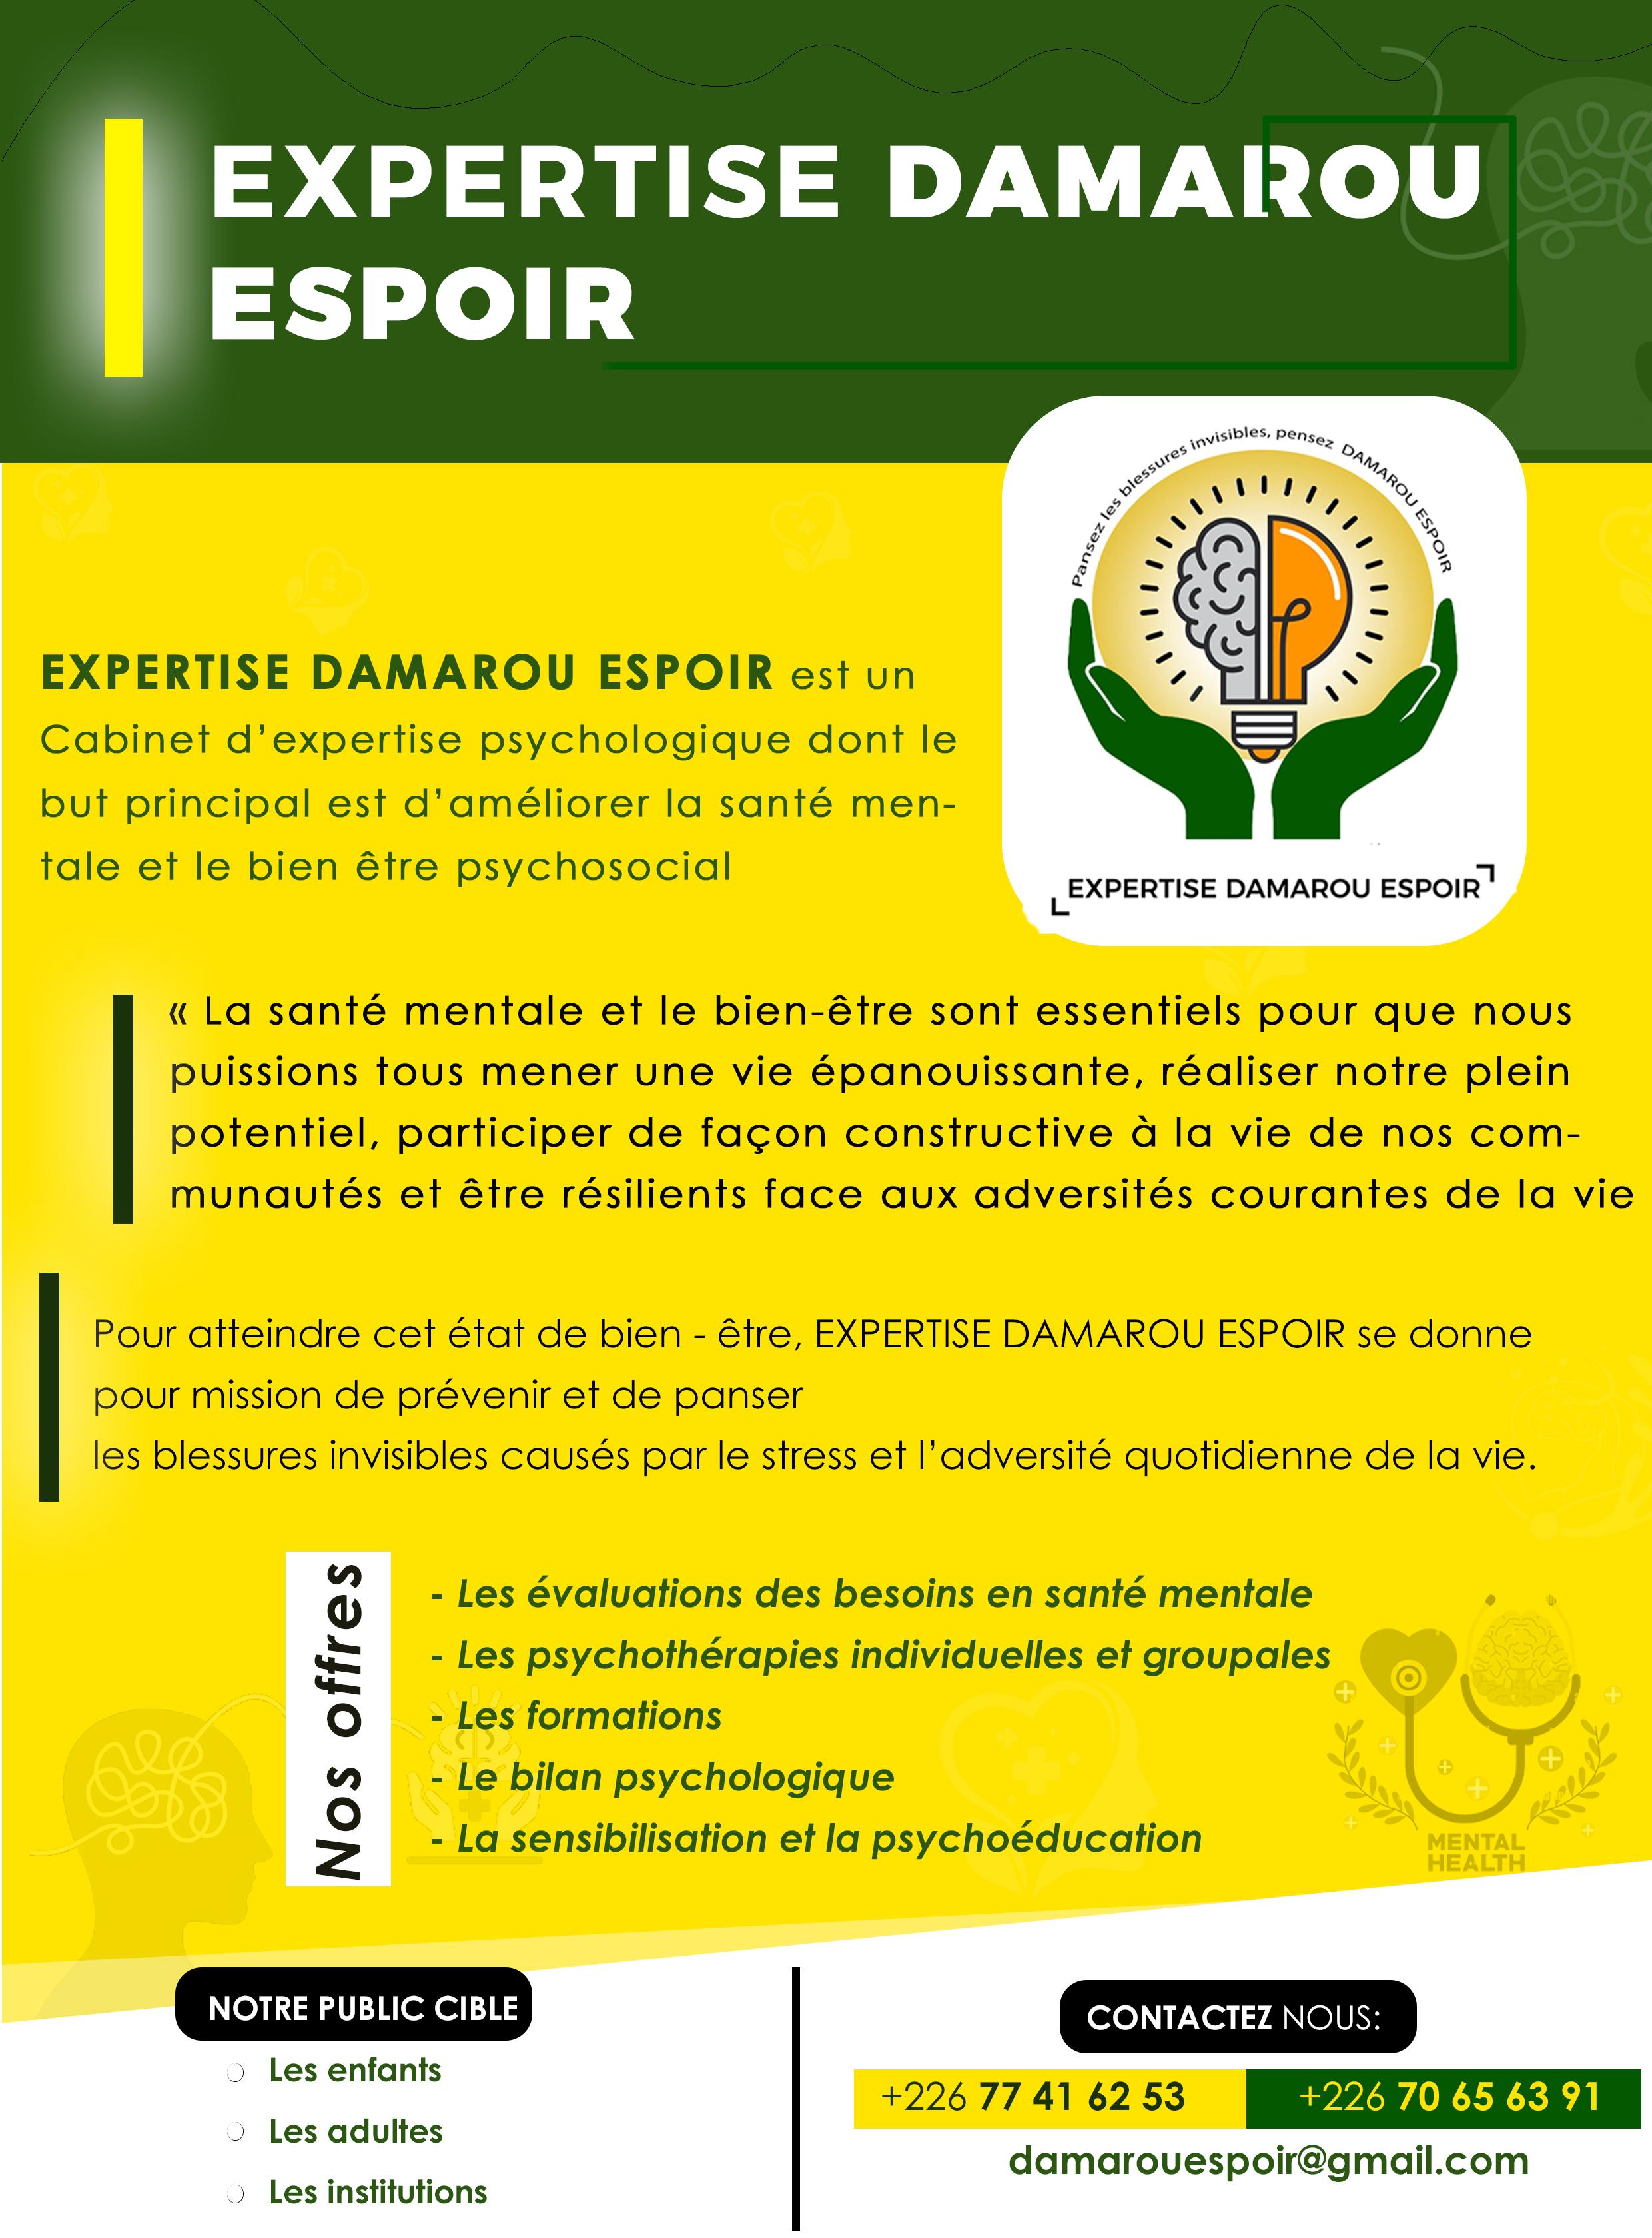 EXPERTISE DAMAROU
ESPOIR
Pansez les blessures invisibles, pensez DAMAROU ESPOIR
EXPERTISE DAMAROU ESPOIR
EXPERTISE DAMAROU ESPOIR est un
Cabinet d’expertise psychologique dont le
but principal est d’améliorer la santé men-
tale et le bien être psychosocial
« La santé mentale et le bien-être sont essentiels pour que nous
puissions tous mener une vie épanouissante, réaliser notre plein
potentiel, participer de façon constructive à la vie de nos com-
munautés et être résilients face aux adversités courantes de la vie
Pour atteindre cet état de bien - être, EXPERTISE DAMAROU ESPOIR se donne
pour mission de prévenir et de panser
les blessures invisibles causés par le stress et l’adversité quotidienne de la vie.
Nos offres
- Les évaluations des besoins en santé mentale
- Les psychothérapies individuelles et groupales
- Les formations
- Le bilan psychologique
- La sensibilisation et la psychoéducation
MENTAL
HEALTH
NOTRE PUBLIC CIBLE
Les enfants
Les adultes
Les institutions
CONTACTEZ NOUS:
+226 77 41 62 53
+226 70 65 63 91
damarouespoir@gmail.com